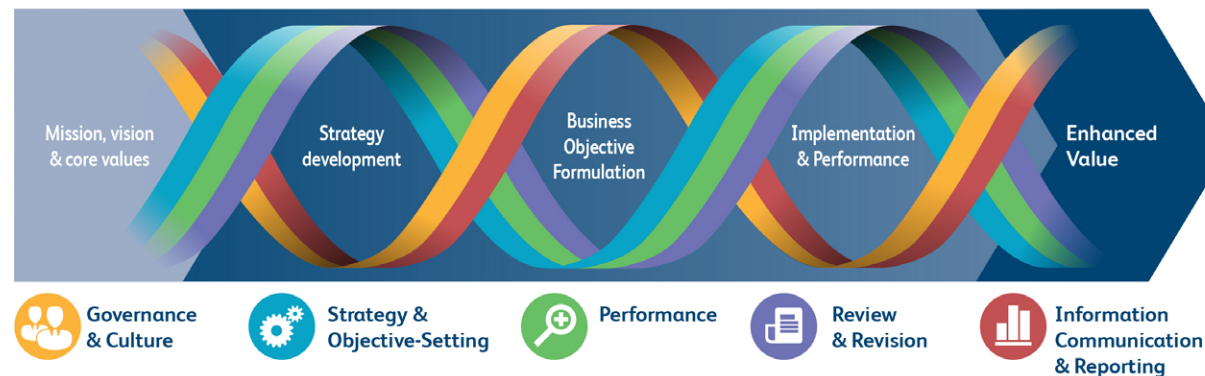 Mission, vision
& core values
Strategy
development
Business
Objective
Formulation
Implementation
& Performance
Enhanced
Value
Governance
& Culture
Strategy &
Objective-Setting
Performance
Review
& Revision
Information
Communication
& Reporting